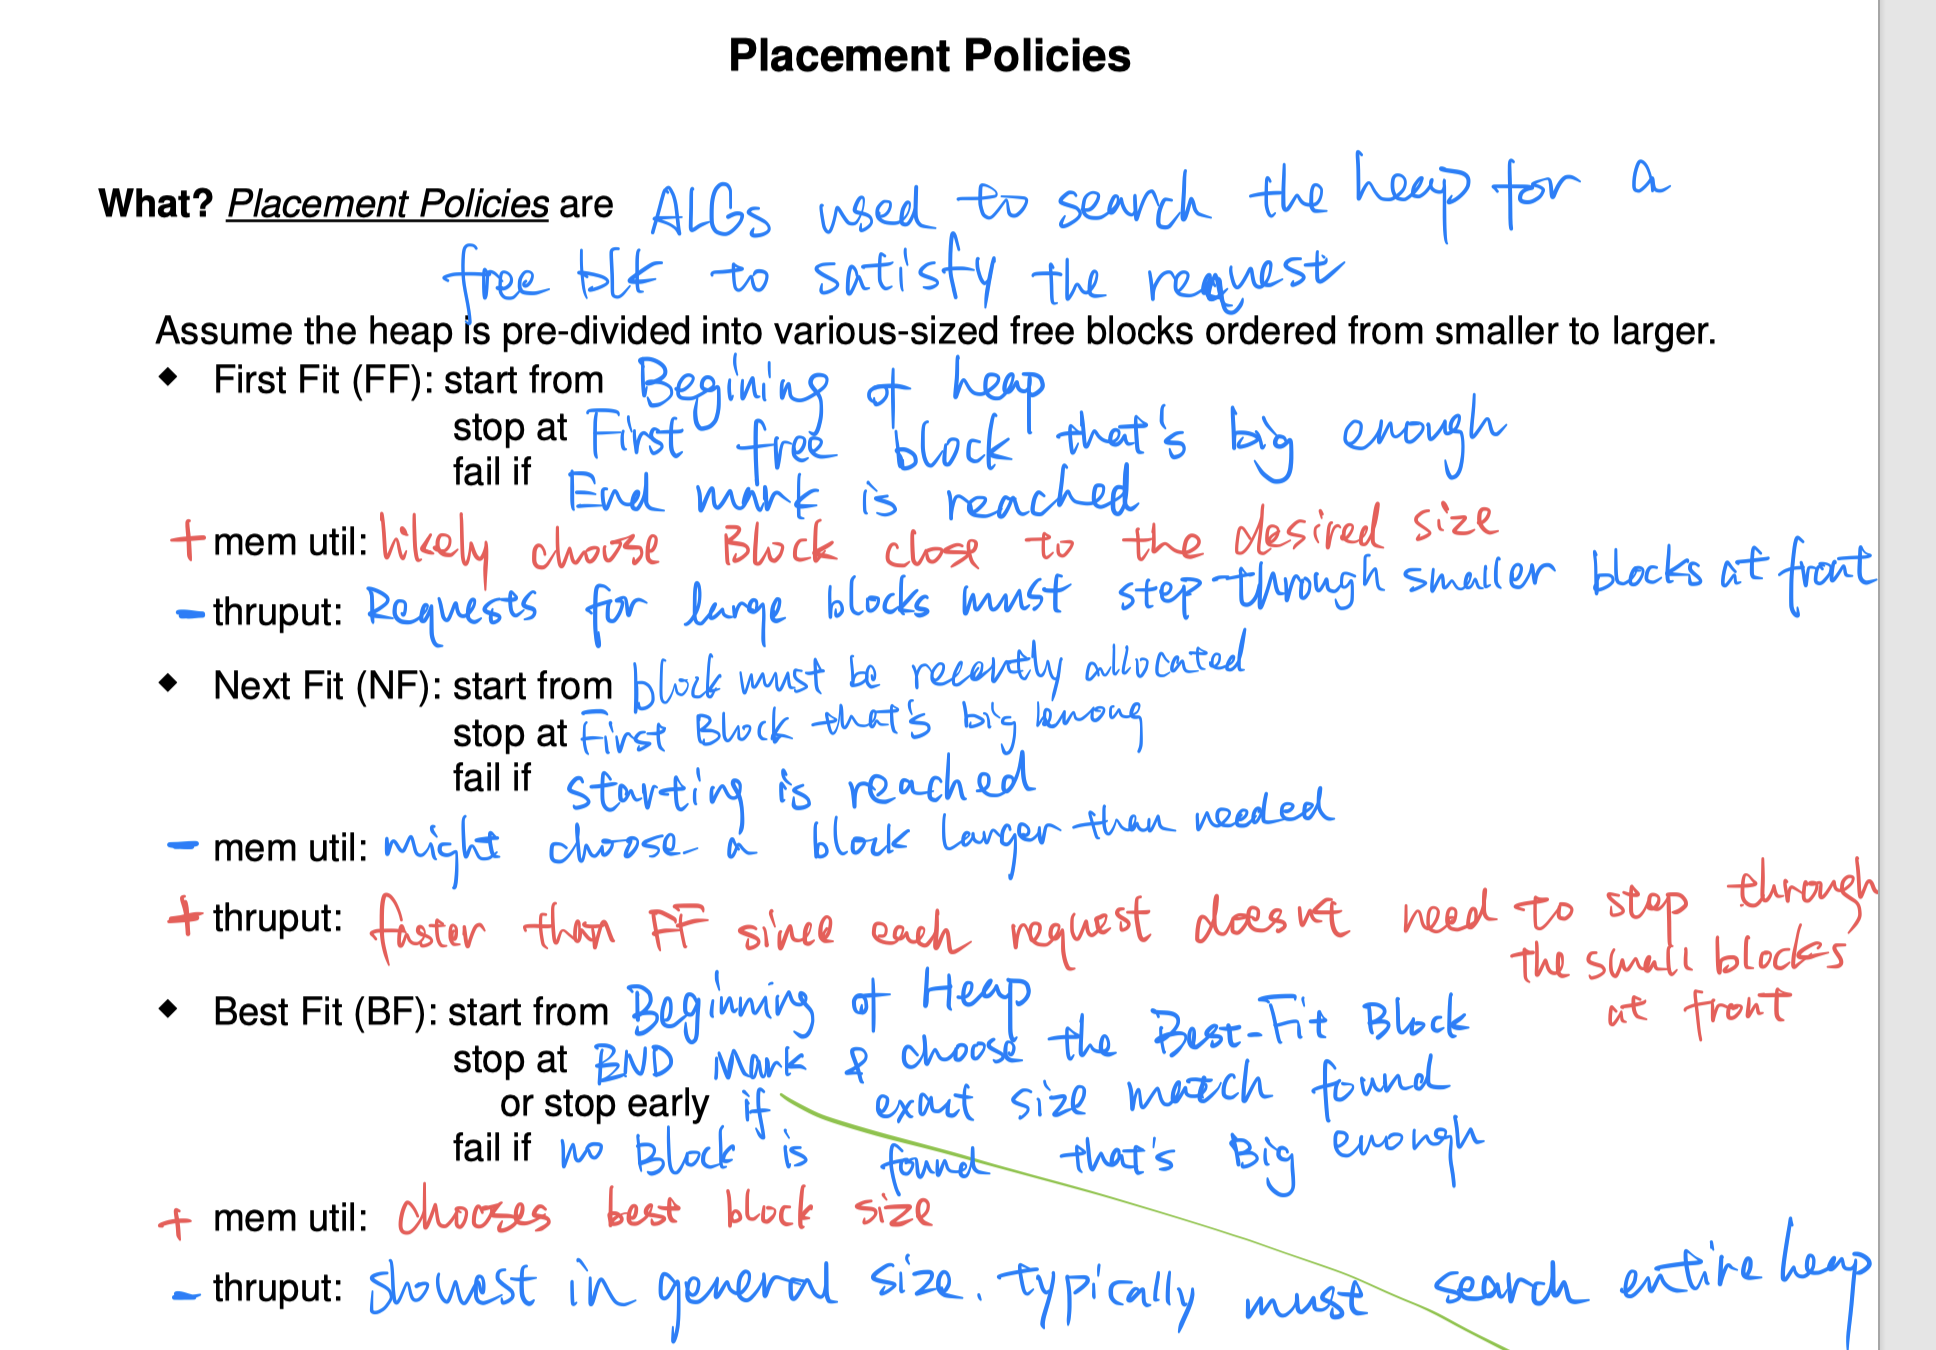 Placement Policies
What? Placement Policies are ALGs used to search the heap for a
free blk to satisfy the request
Assume the heap is pre-divided into various-sized free blocks ordered from smaller to larger.
◆ First Fit (FF): start from Begining of heap
stop at First free block that's big enough
fail if End mark is reached
+ mem util: likely choose Block close to the desired size
- thruput: Requests for large blocks must step through smaller blocks at front
◆ Next Fit (NF): start from block must be recently allocated
stop at First Block that's big
fail if starting is reached
- mem util: might choose a block larger than needed
+ thruput: faster than FF since each request doesn't need to step through
the small blocks
at front
◆ Best Fit (BF): start from Beginning of Heap
stop at END Mark & choose the Best-Fit Block
or stop early if exact size match found
fail if no Block is found that's Big enough
+ mem util: chooses best block size
- thruput: slowest in general size. typically must search entire heap